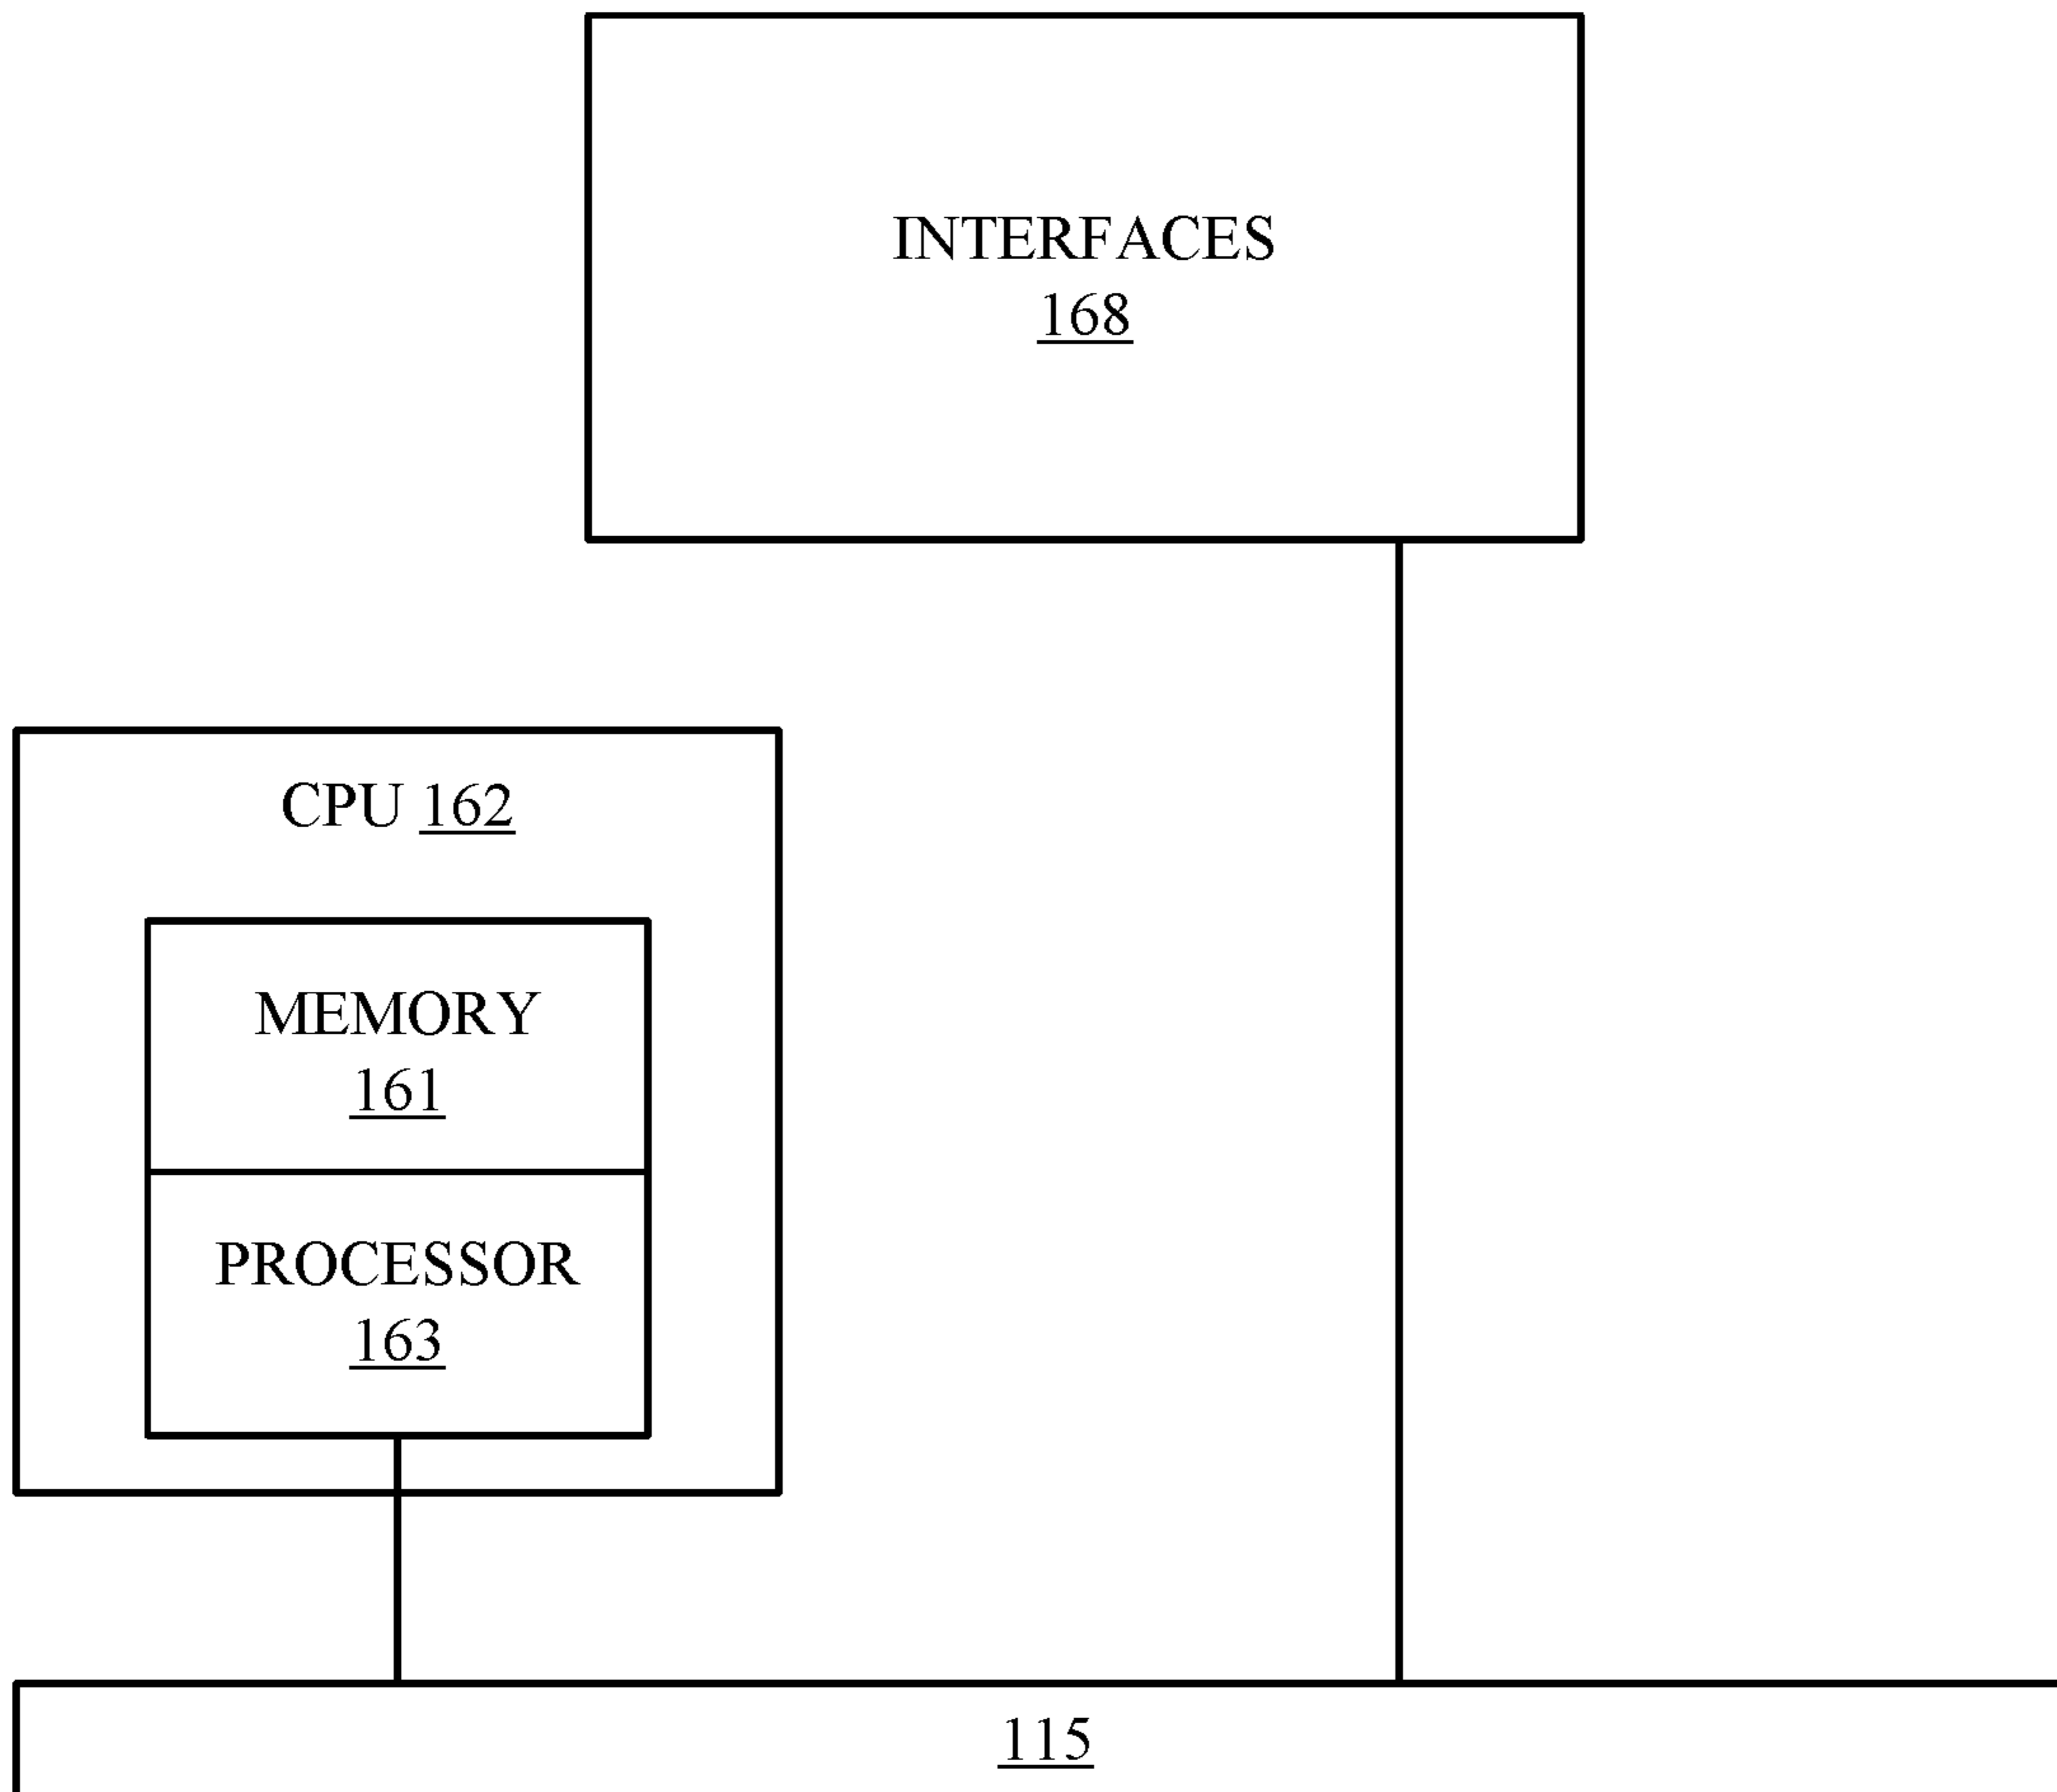 INTERFACES
168
CPU 162
MEMORY
161
PROCESSOR
163
115